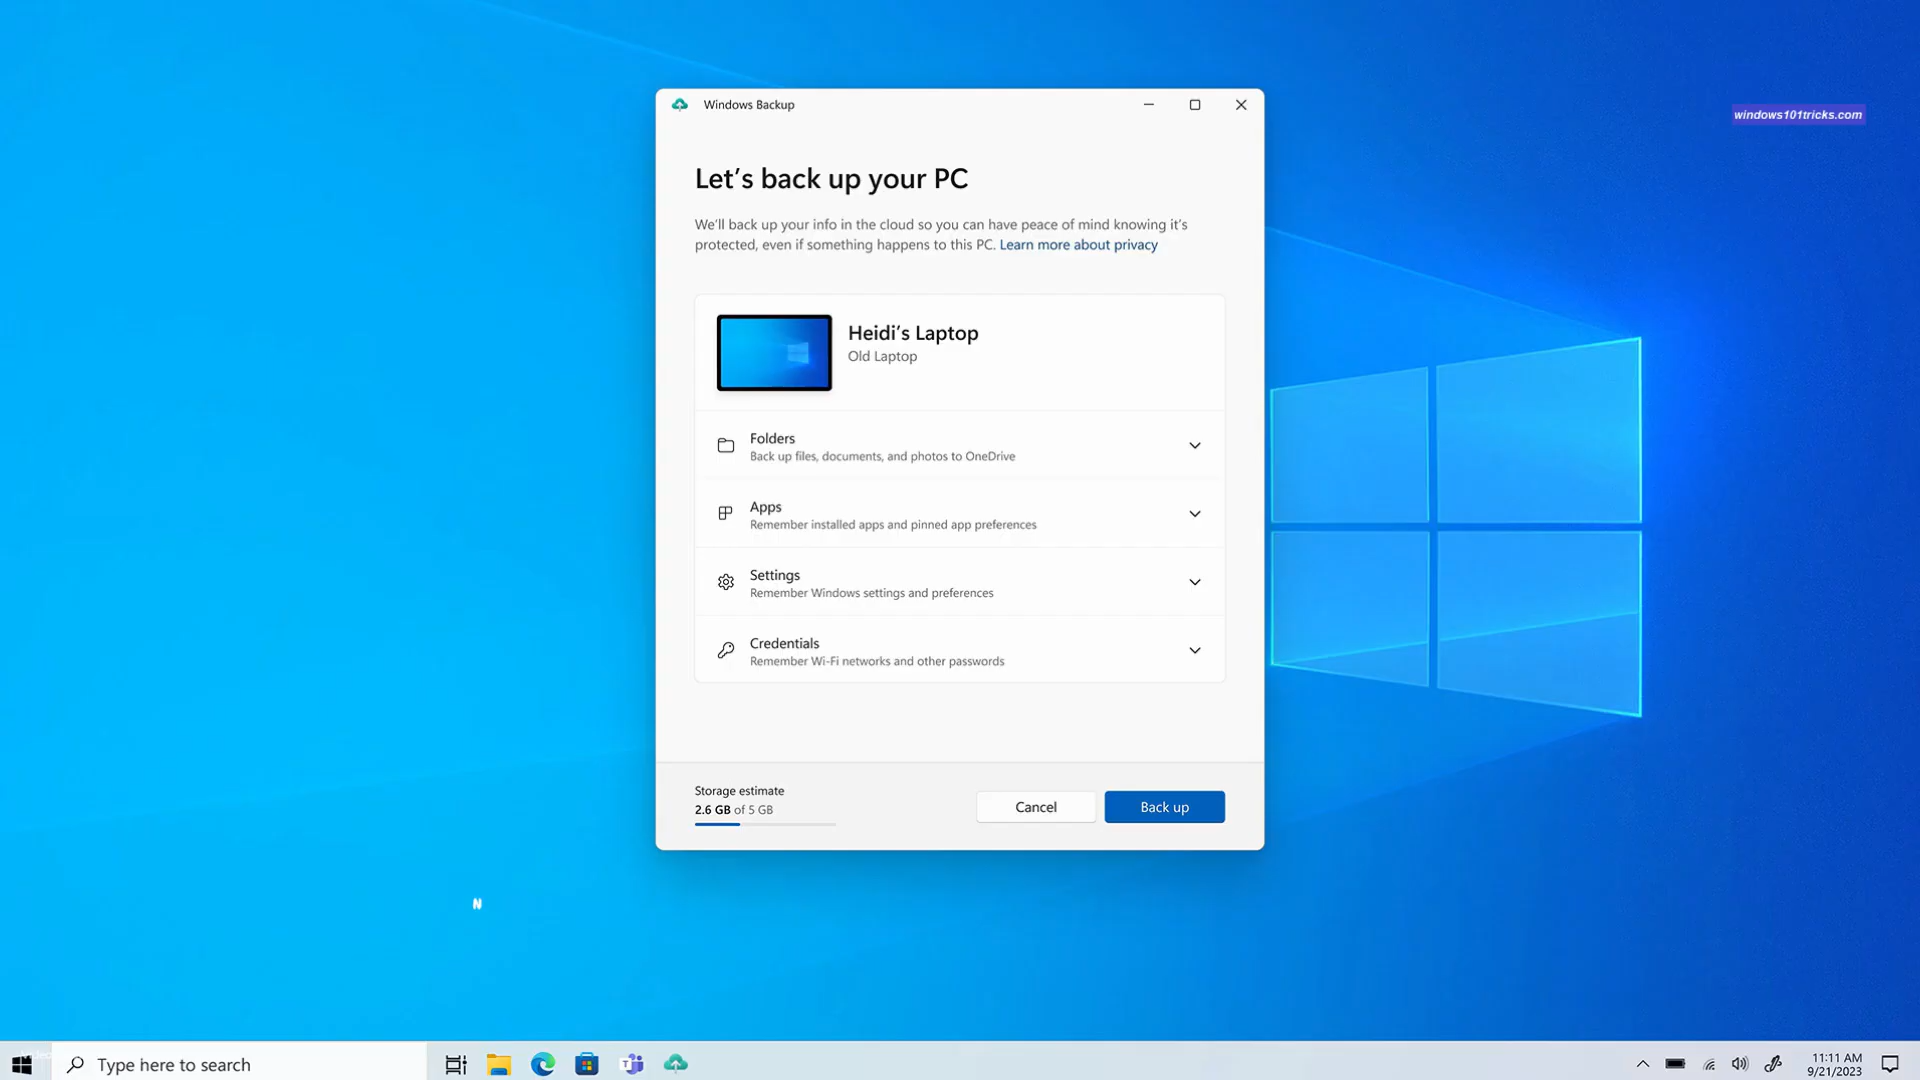 Windows Backup
windows101tricks.com
Let’s back up your PC
We’ll back up your info in the cloud so you can have peace of mind knowing it’s
protected, even if something happens to this PC. Learn more about privacy
Heidi’s Laptop
Old Laptop
Folders
Back up files, documents, and photos to OneDrive
Apps
Remember installed apps and pinned app preferences
Settings
Remember Windows settings and preferences
Credentials
Remember Wi-Fi networks and other passwords
Storage estimate
2.6 GB of 5 GB
Cancel
Back up
N
Type here to search
11:11 AM
9/21/2023